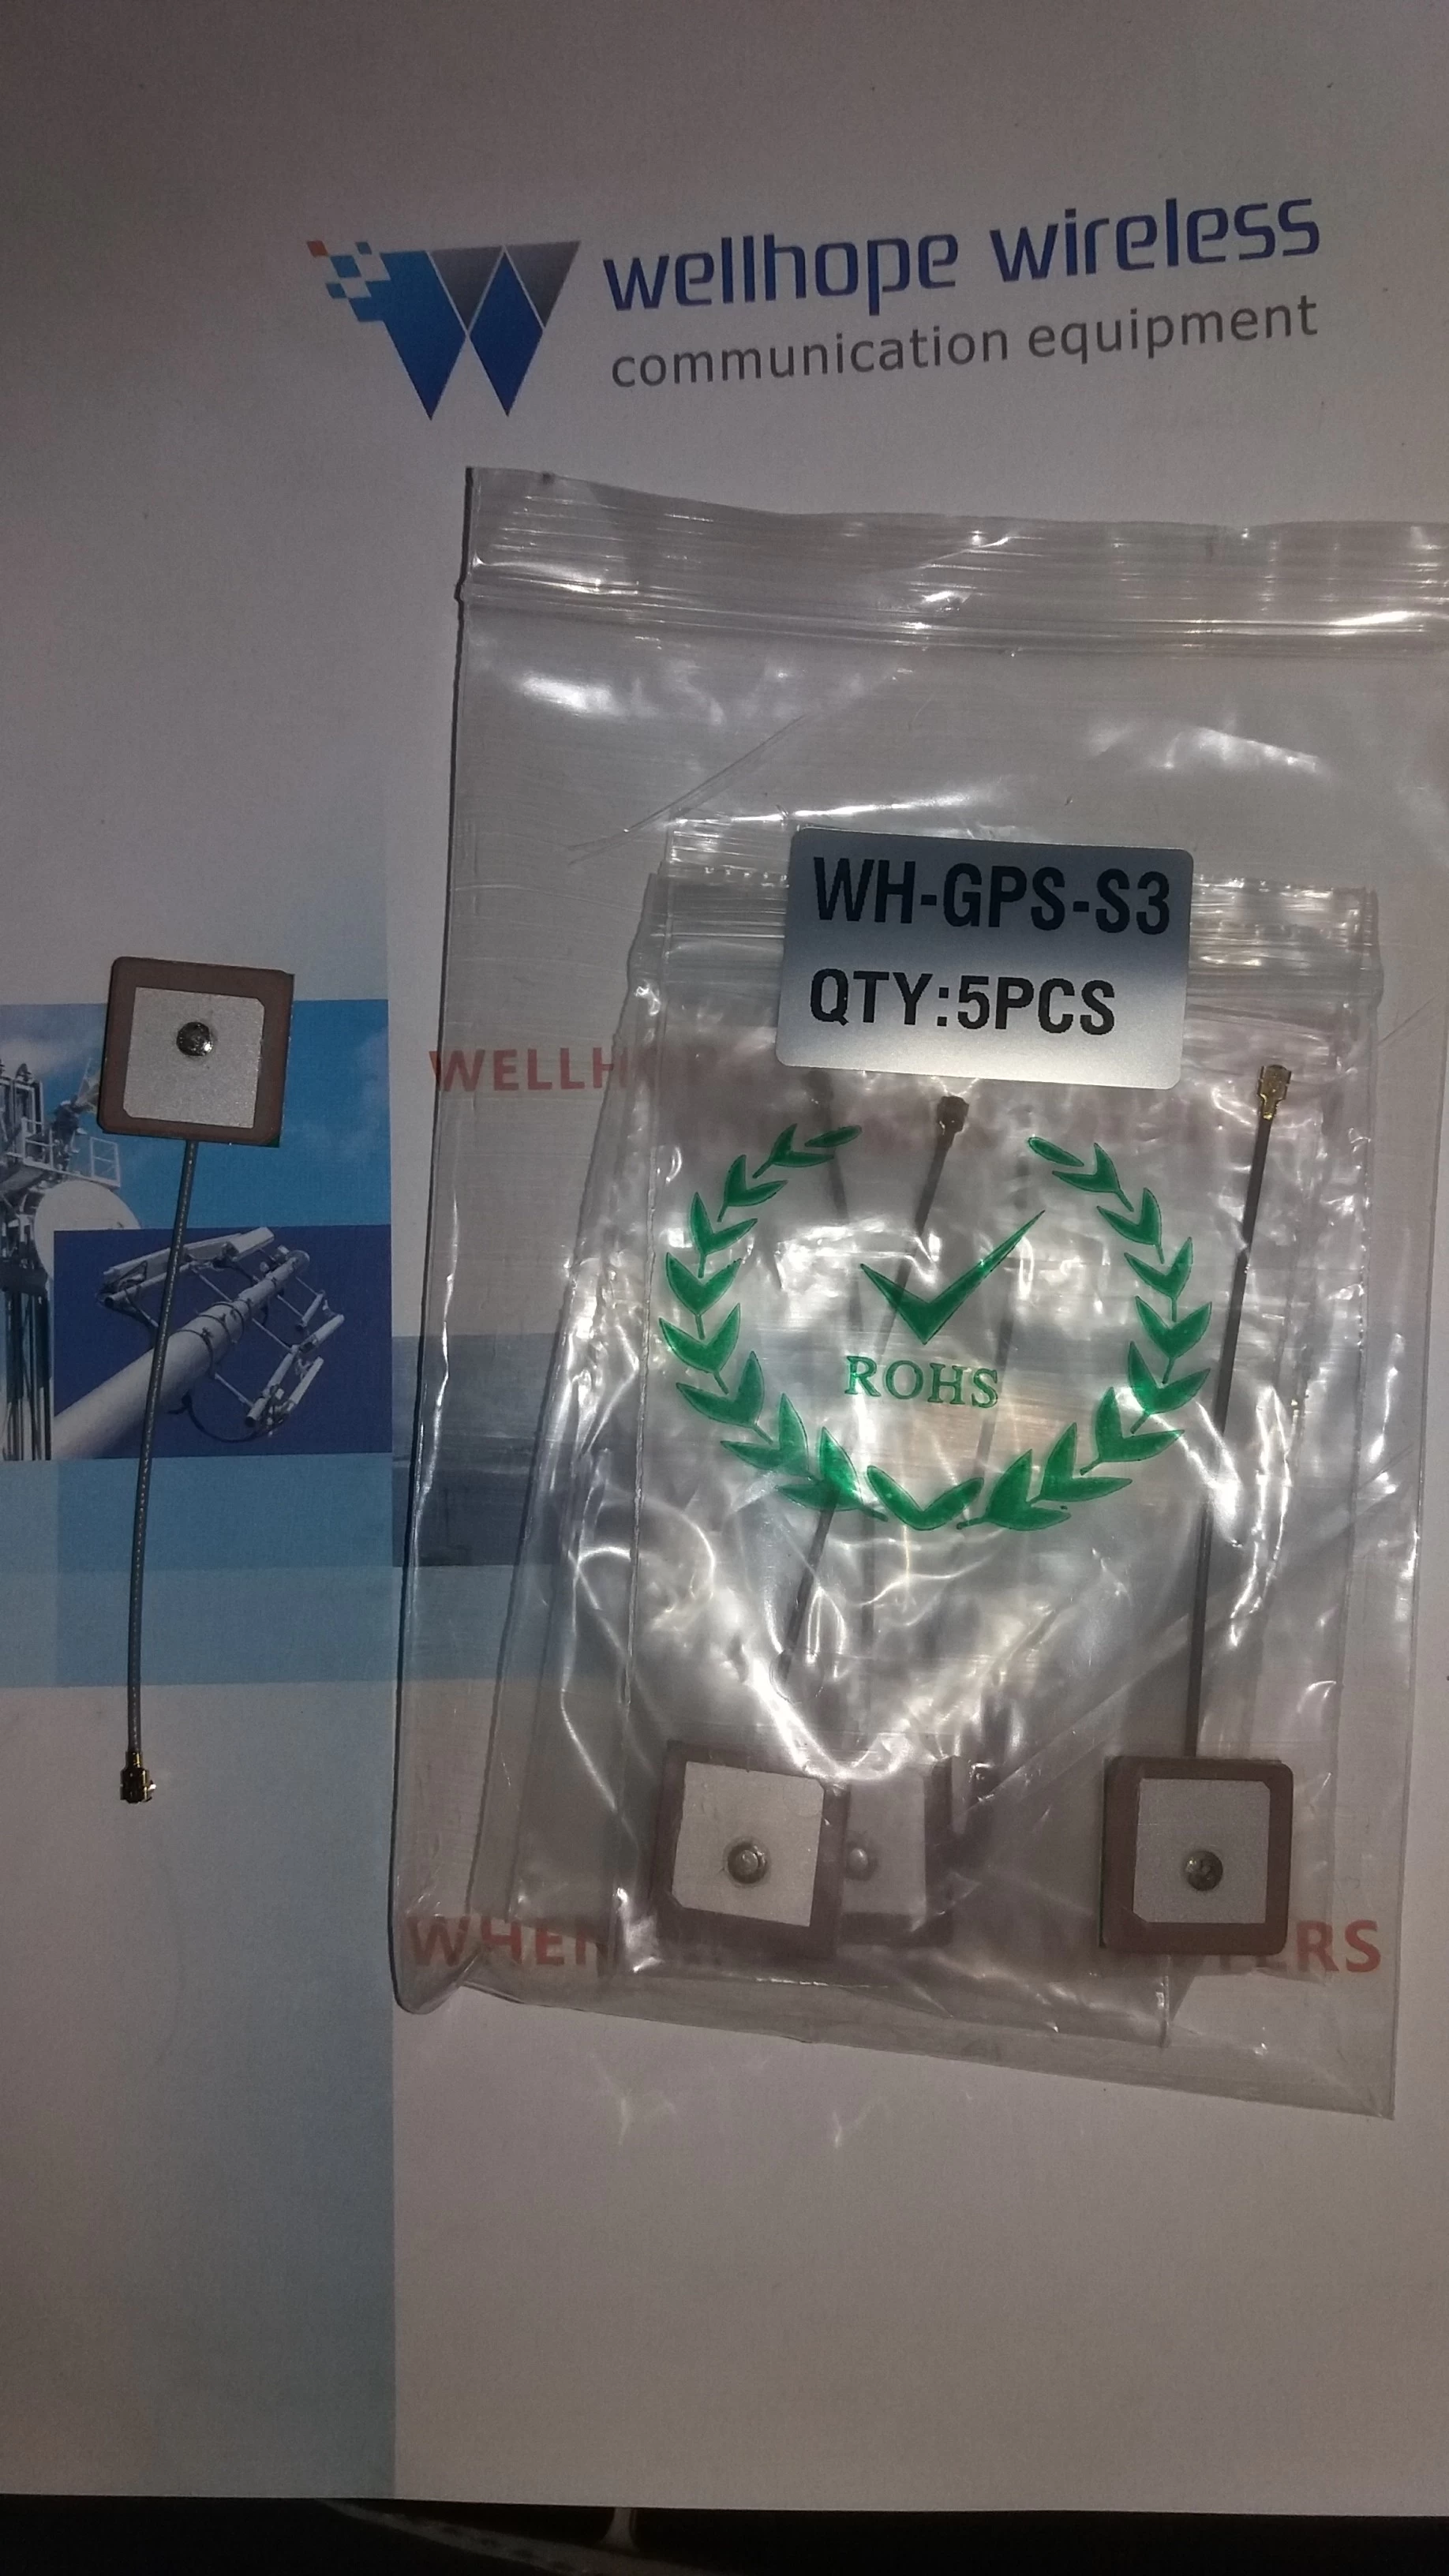 wellhope wireless
communication equipment
WH-GPS-S3
QTY:5PCS
ROHS